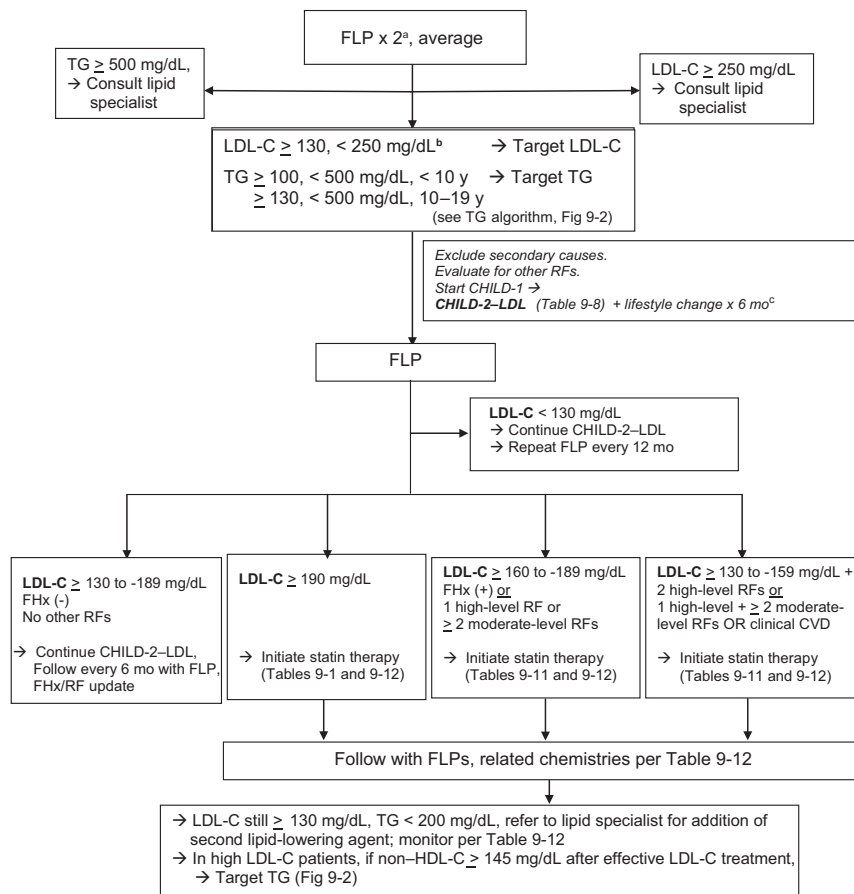 FLP x 2ª, average
TG ≥ 500 mg/dL,
→ Consult lipid
specialist
LDL-C ≥ 250 mg/dL
→ Consult lipid
specialist
LDL-C ≥ 130, < 250 mg/dLᵇ → Target LDL-C
TG ≥ 100, < 500 mg/dL, < 10 y → Target TG
≥ 130, < 500 mg/dL, 10–19 y
(see TG algorithm, Fig 9-2)
Exclude secondary causes.
Evaluate for other RFs.
Start CHILD-1 →
CHILD-2–LDL (Table 9-8) + lifestyle change x 6 moᶜ
FLP
LDL-C < 130 mg/dL
→ Continue CHILD-2–LDL
→ Repeat FLP every 12 mo
LDL-C ≥ 130 to -189 mg/dL
FHx (-)
No other RFs
→ Continue CHILD-2–LDL,
Follow every 6 mo with FLP,
FHx/RF update
LDL-C ≥ 190 mg/dL
→ Initiate statin therapy
(Tables 9-1 and 9-12)
LDL-C ≥ 160 to -189 mg/dL
FHx (+) or
1 high-level RF or
≥ 2 moderate-level RFs
→ Initiate statin therapy
(Tables 9-11 and 9-12)
LDL-C ≥ 130 to -159 mg/dL +
2 high-level RFs or
1 high-level + ≥ 2 moderate-
level RFs OR clinical CVD
→ Initiate statin therapy
(Tables 9-11 and 9-12)
Follow with FLPs, related chemistries per Table 9-12
→ LDL-C still ≥ 130 mg/dL, TG < 200 mg/dL, refer to lipid specialist for addition of
second lipid-lowering agent; monitor per Table 9-12
→ In high LDL-C patients, if non–HDL-C ≥ 145 mg/dL after effective LDL-C treatment,
→ Target TG (Fig 9-2)